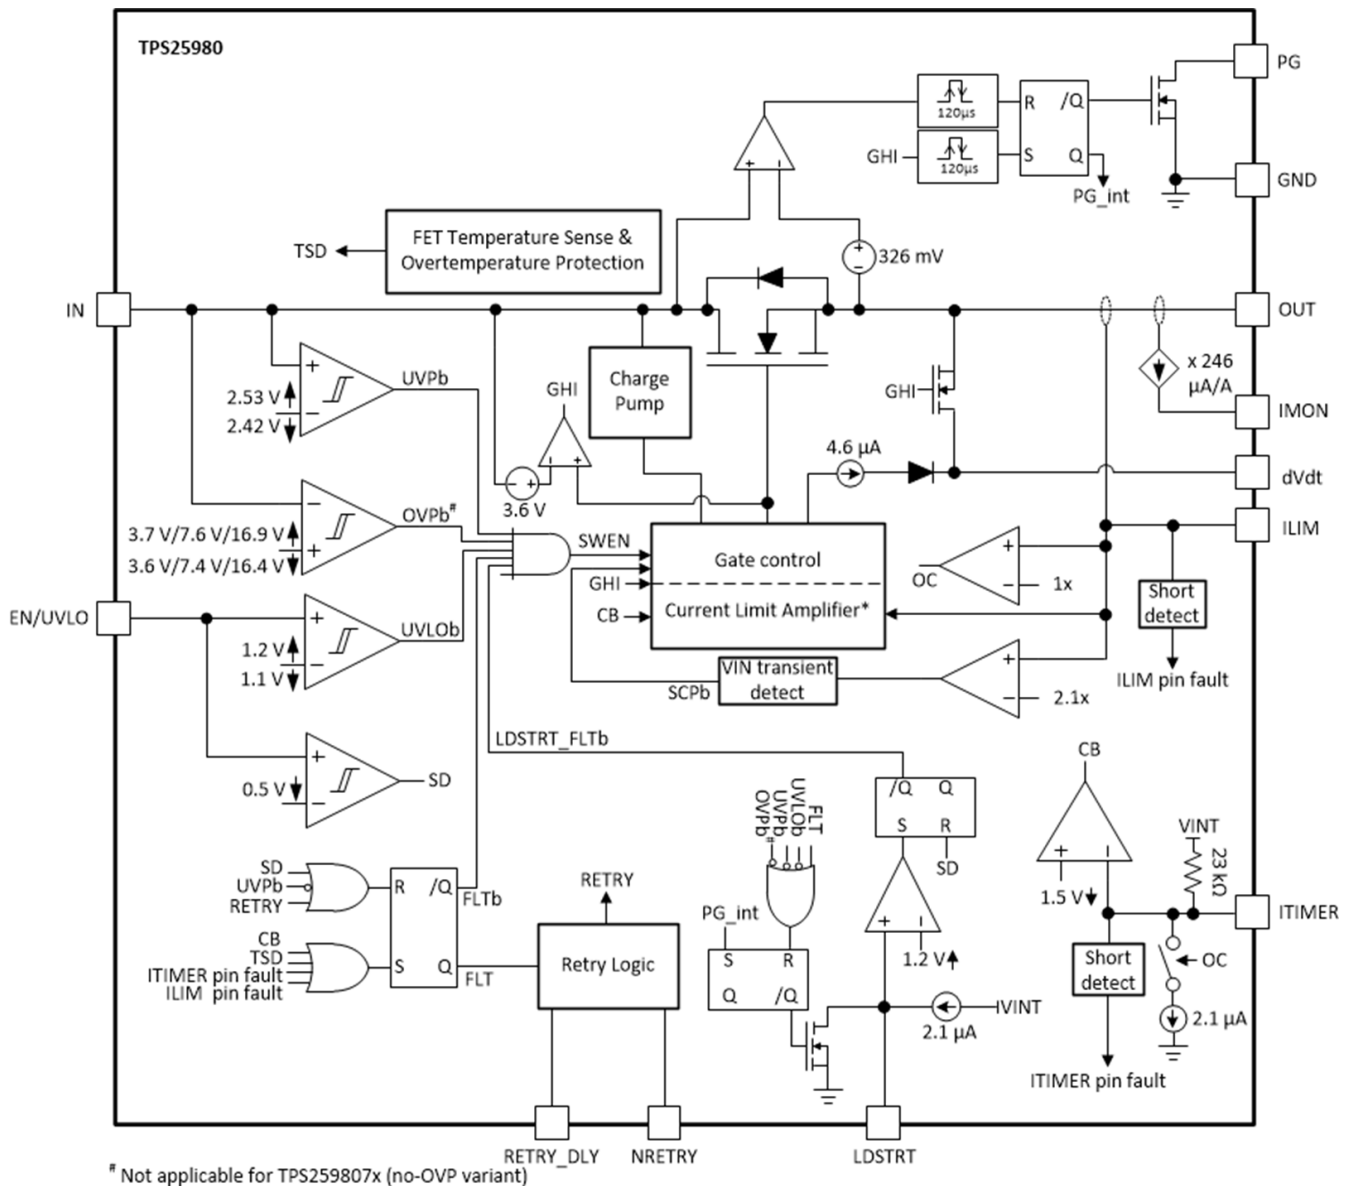 TPS25980
PG
120µs
R
/Q
GHI
120µs
S
Q
PG_int
GND
TSD
FET Temperature Sense &
Overtemperature Protection
+
−
+
−
326 mV
IN
OUT
+
−
UVPb
2.53 V
2.42 V
GHI
Charge
Pump
GHI
x 246
µA/A
IMON
4.6 µA
dVdt
− +
3.6 V
ILIM
−
+
OVPb#
3.7 V/7.6 V/16.9 V
3.6 V/7.4 V/16.4 V
SWEN
GHI
CB
Gate control
Current Limit Amplifier*
OC
+
−
1x
Short
detect
ILIM pin fault
EN/UVLO
+
−
UVLOb
1.2 V
1.1 V
SCPb
VIN transient
detect
+
−
2.1x
LDSTRT_FLTb
+
−
0.5 V
SD
/Q Q
S R
SD
CB
+
−
1.5 V
VINT
23 kΩ
ITIMER
OVPb#
UVPb
UVLOb
FLT
SD
UVPb
RETRY
R
/Q
FLTb
CB
TSD
ITIMER pin fault
ILIM pin fault
S
Q
FLT
RETRY
Retry Logic
PG_int
S R
Q /Q
+
−
1.2 V
2.1 µA
VINT
Short
detect
OC
2.1 µA
ITIMER pin fault
RETRY_DLY
NRETRY
LDSTRT
# Not applicable for TPS259807x (no-OVP variant)